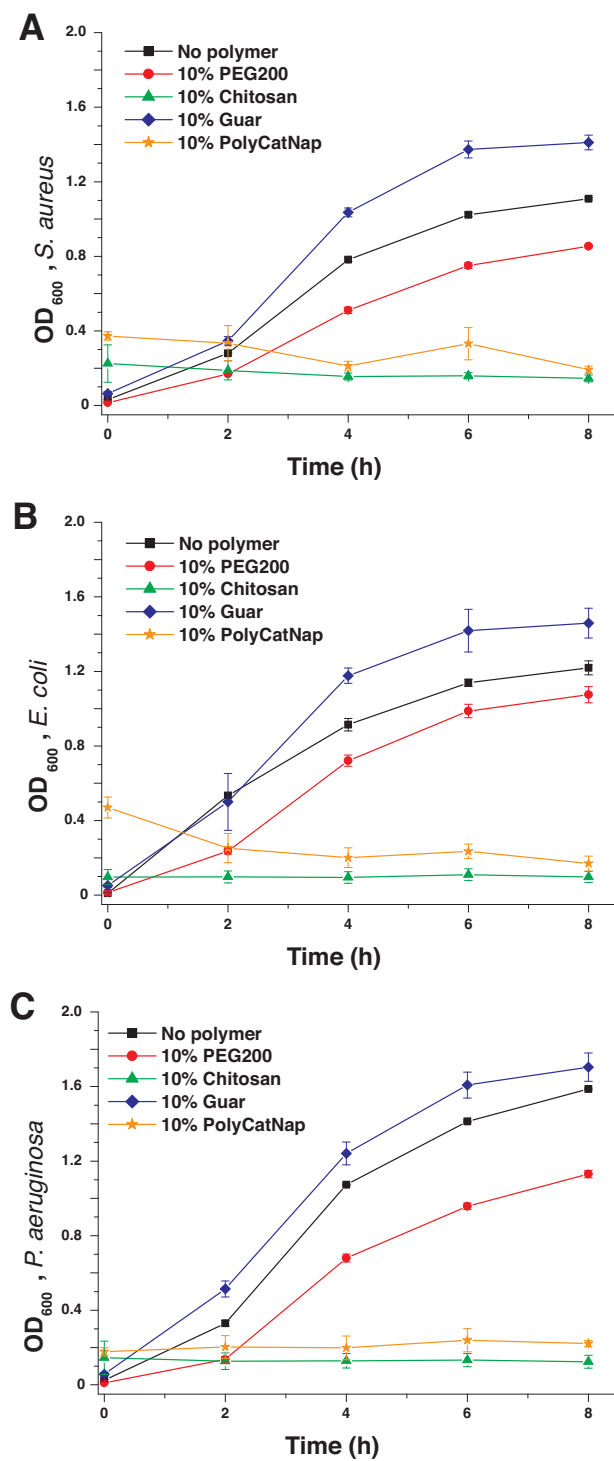 A
2.0
No polymer
10% PEG200
1.6
10% Chitosan
10% Guar
10% PolyCatNap
1.2
0.8
0.4
0
OD600 , S. aureus
0 2 4 6 8
Time (h)
B
2.0
No polymer
10% PEG200
1.6
10% Chitosan
10% Guar
10% PolyCatNap
1.2
0.8
0.4
0
OD600 , E. coli
0 2 4 6 8
Time (h)
C
2.0
No polymer
10% PEG200
1.6
10% Chitosan
10% Guar
10% PolyCatNap
1.2
0.8
0.4
0
OD600 , P. aeruginosa
0 2 4 6 8
Time (h)